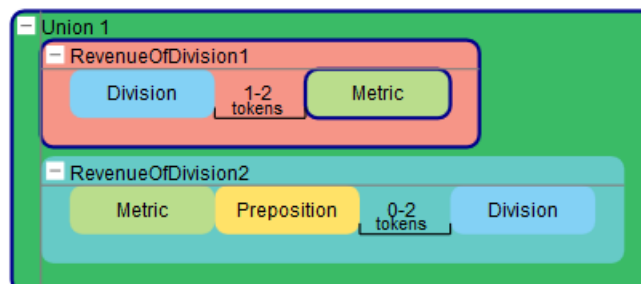 Union 1
RevenueOfDivision1
Division 1-2 tokens Metric
RevenueOfDivision2
Metric Preposition 0-2 tokens Division